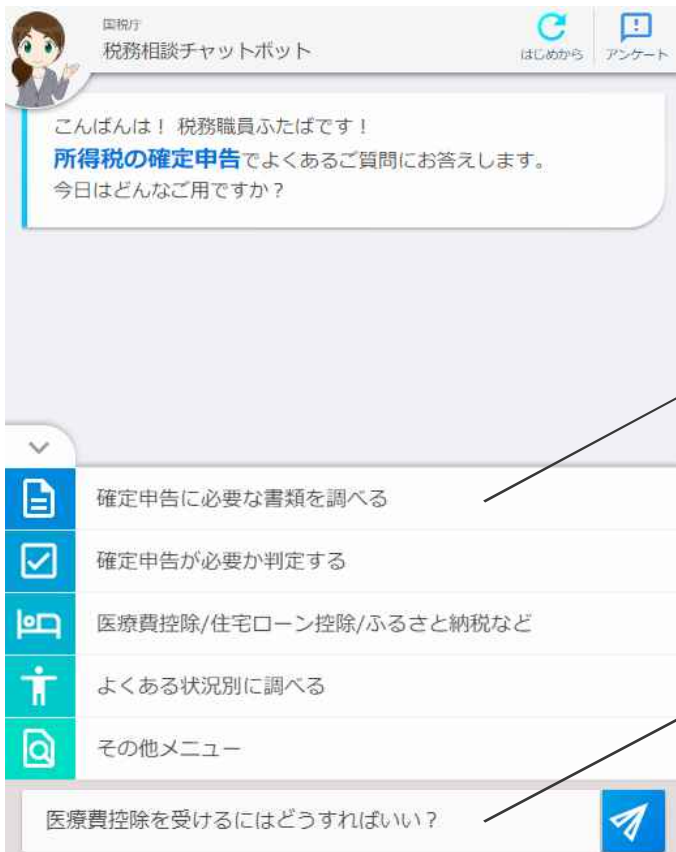 国税庁
税務相談チャットボット
はじめから
アンケート
こんばんは！ 税務職員ふたばです！
所得税の確定申告でよくあるご質問にお答えします。
今日はどんなご用ですか？
確定申告に必要な書類を調べる
確定申告が必要か判定する
医療費控除/住宅ローン控除/ふるさと納税など
よくある状況別に調べる
その他メニュー
医療費控除を受けるにはどうすればいい？